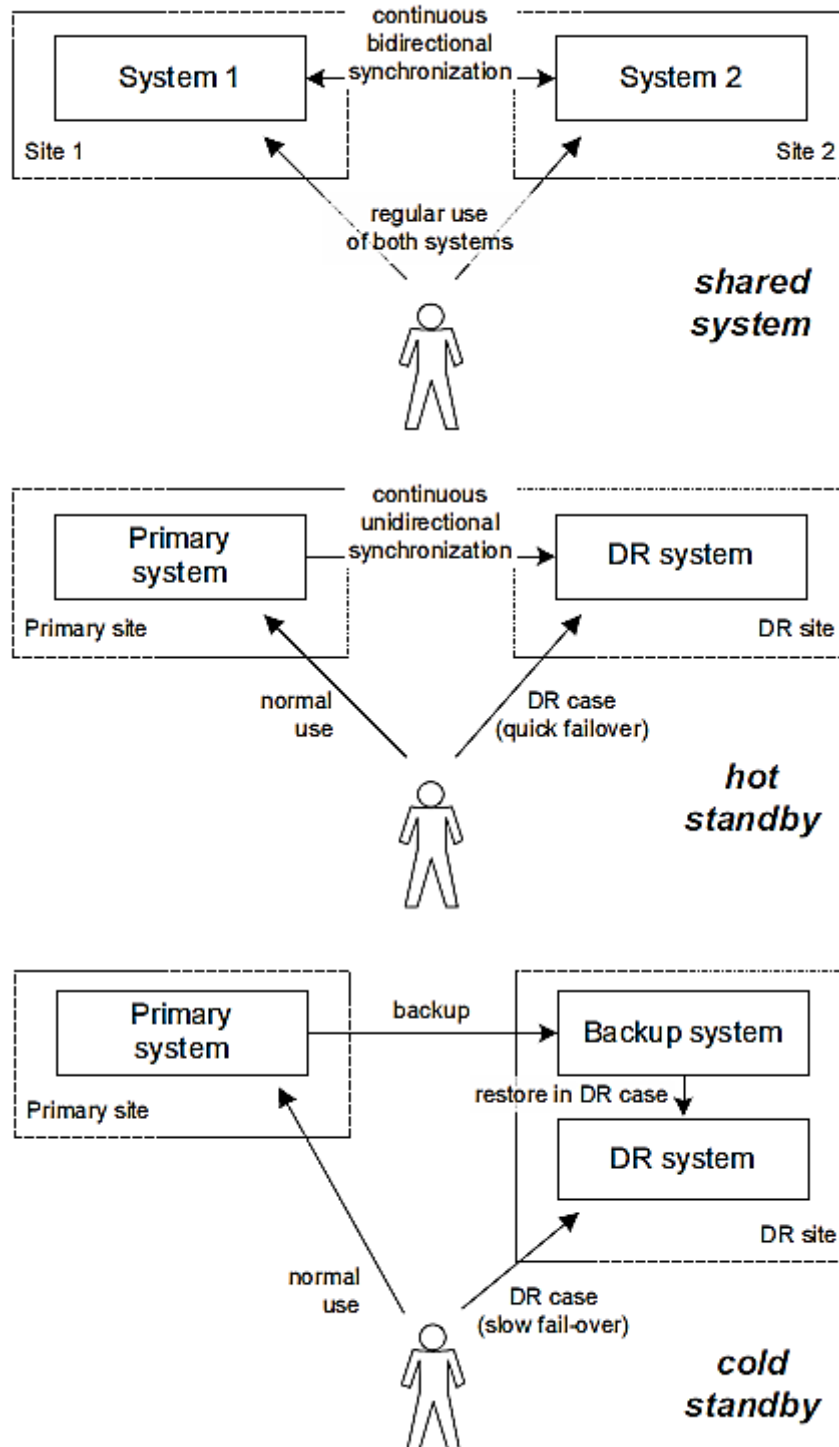 continuous
bidirectional
synchronization
System 1
System 2
Site 1
Site 2
regular use
of both systems
shared
system
continuous
unidirectional
synchronization
Primary
system
DR system
Primary site
DR site
normal
use
DR case
(quick failover)
hot
standby
Primary
system
backup
Backup system
Primary site
restore in DR case
DR system
DR site
normal
use
DR case
(slow fail-over)
cold
standby